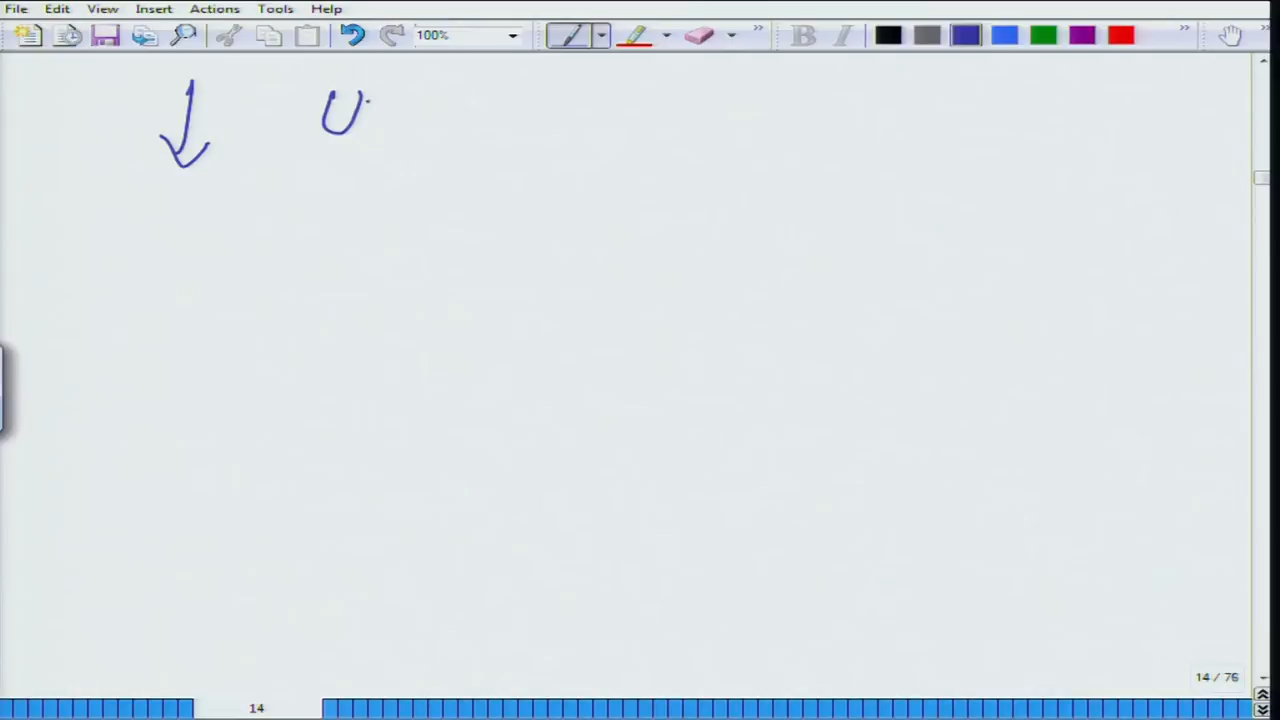 File Edit View Insert Actions Tools Help
100% B I
↓ U
14 / 76
14